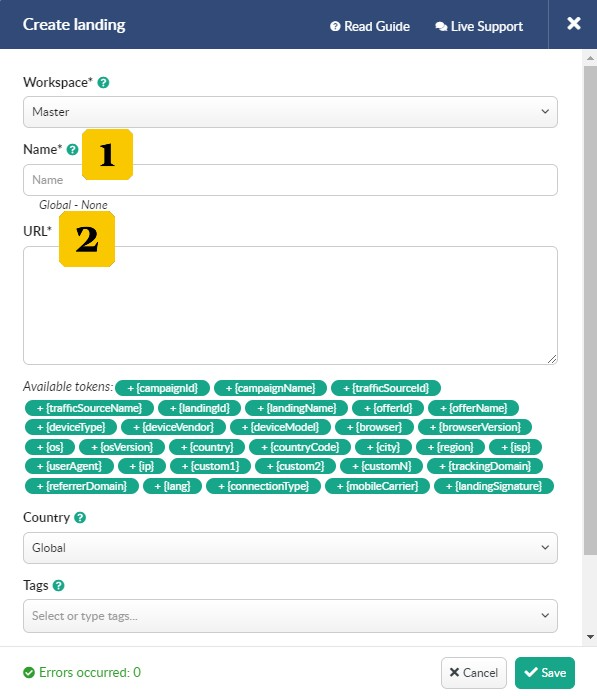 Create landing Read Guide Live Support
Workspace*
Master
Name* 1
Name
Global - None
URL* 2
Available tokens: + {campaignId} + {campaignName} + {trafficSourceId}
+ {trafficSourceName} + {landingId} + {landingName} + {offerId} + {offerName}
+ {deviceType} + {deviceVendor} + {deviceModel} + {browser} + {browserVersion}
+ {os} + {osVersion} + {country} + {countryCode} + {city} + {region} + {isp}
+ {userAgent} + {ip} + {custom1} + {custom2} + {customN} + {trackingDomain}
+ {referrerDomain} + {lang} + {connectionType} + {mobileCarrier} + {landingSignature}
Country
Global
Tags
Select or type tags...
Errors occurred: 0 Cancel Save